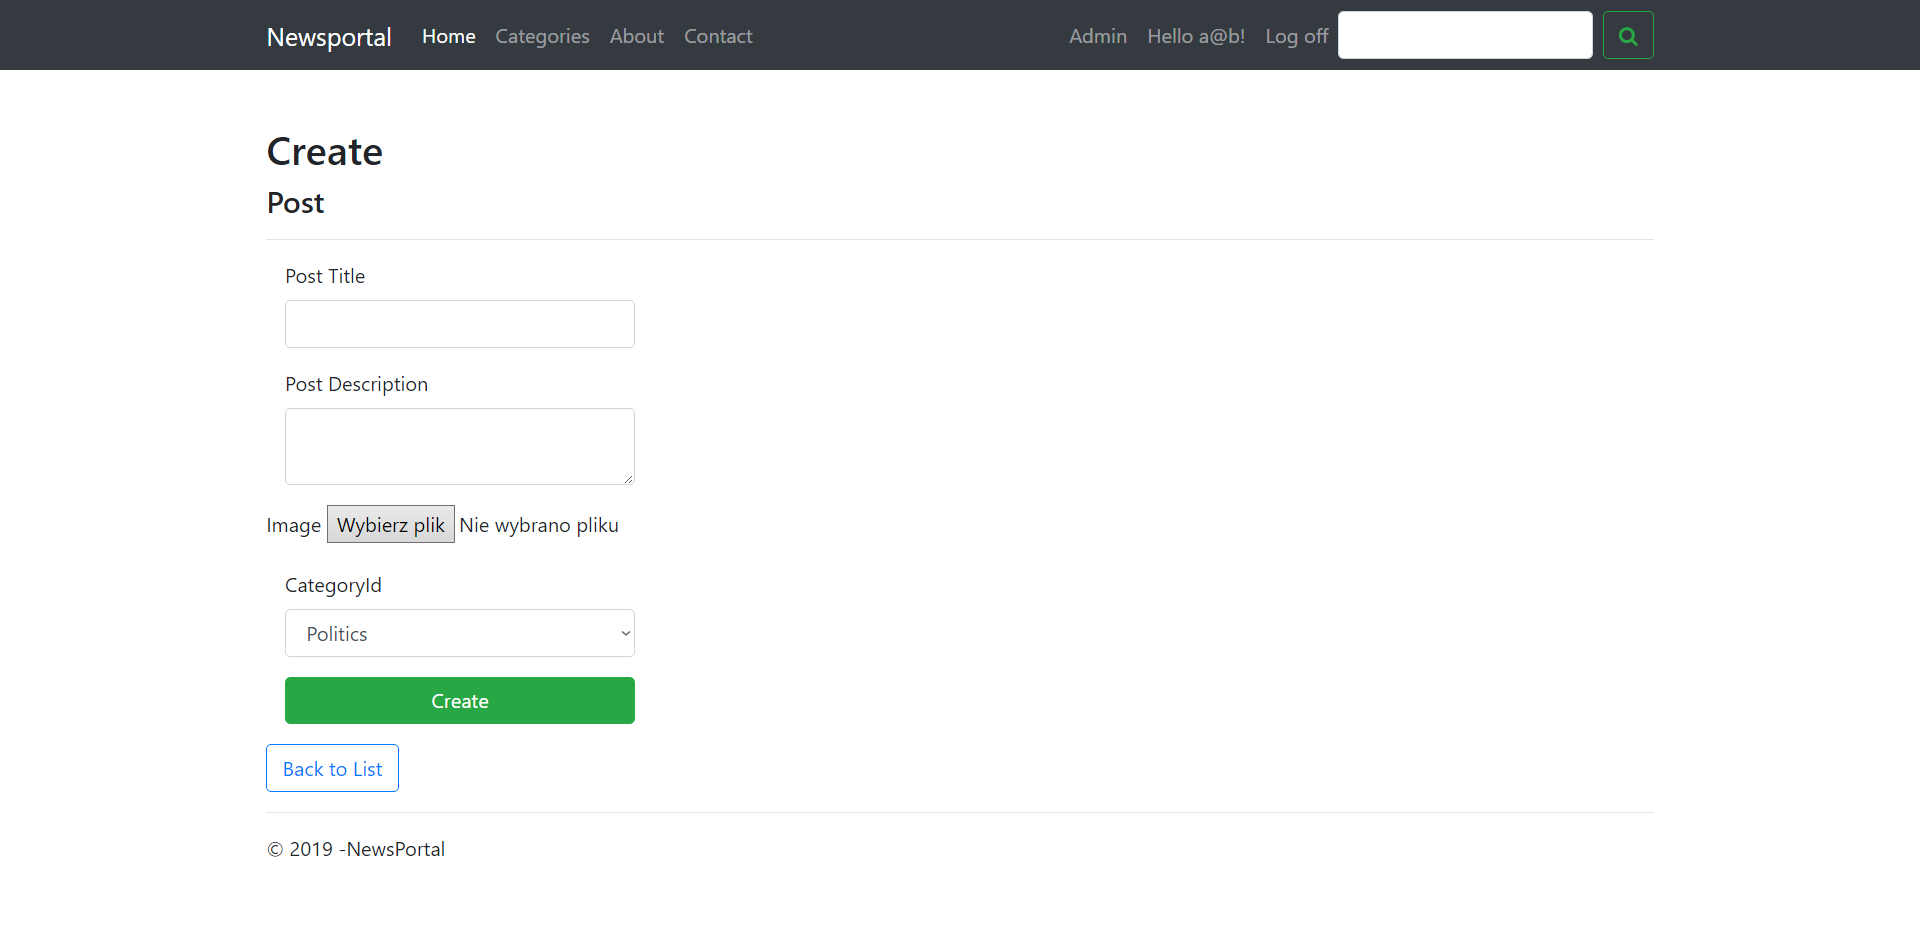 Newsportal Home Categories About Contact Admin Hello a@b! Log off
Create
Post
Post Title
Post Description
Image Wybierz plik Nie wybrano pliku
CategoryId
Politics
Create
Back to List
© 2019 -NewsPortal